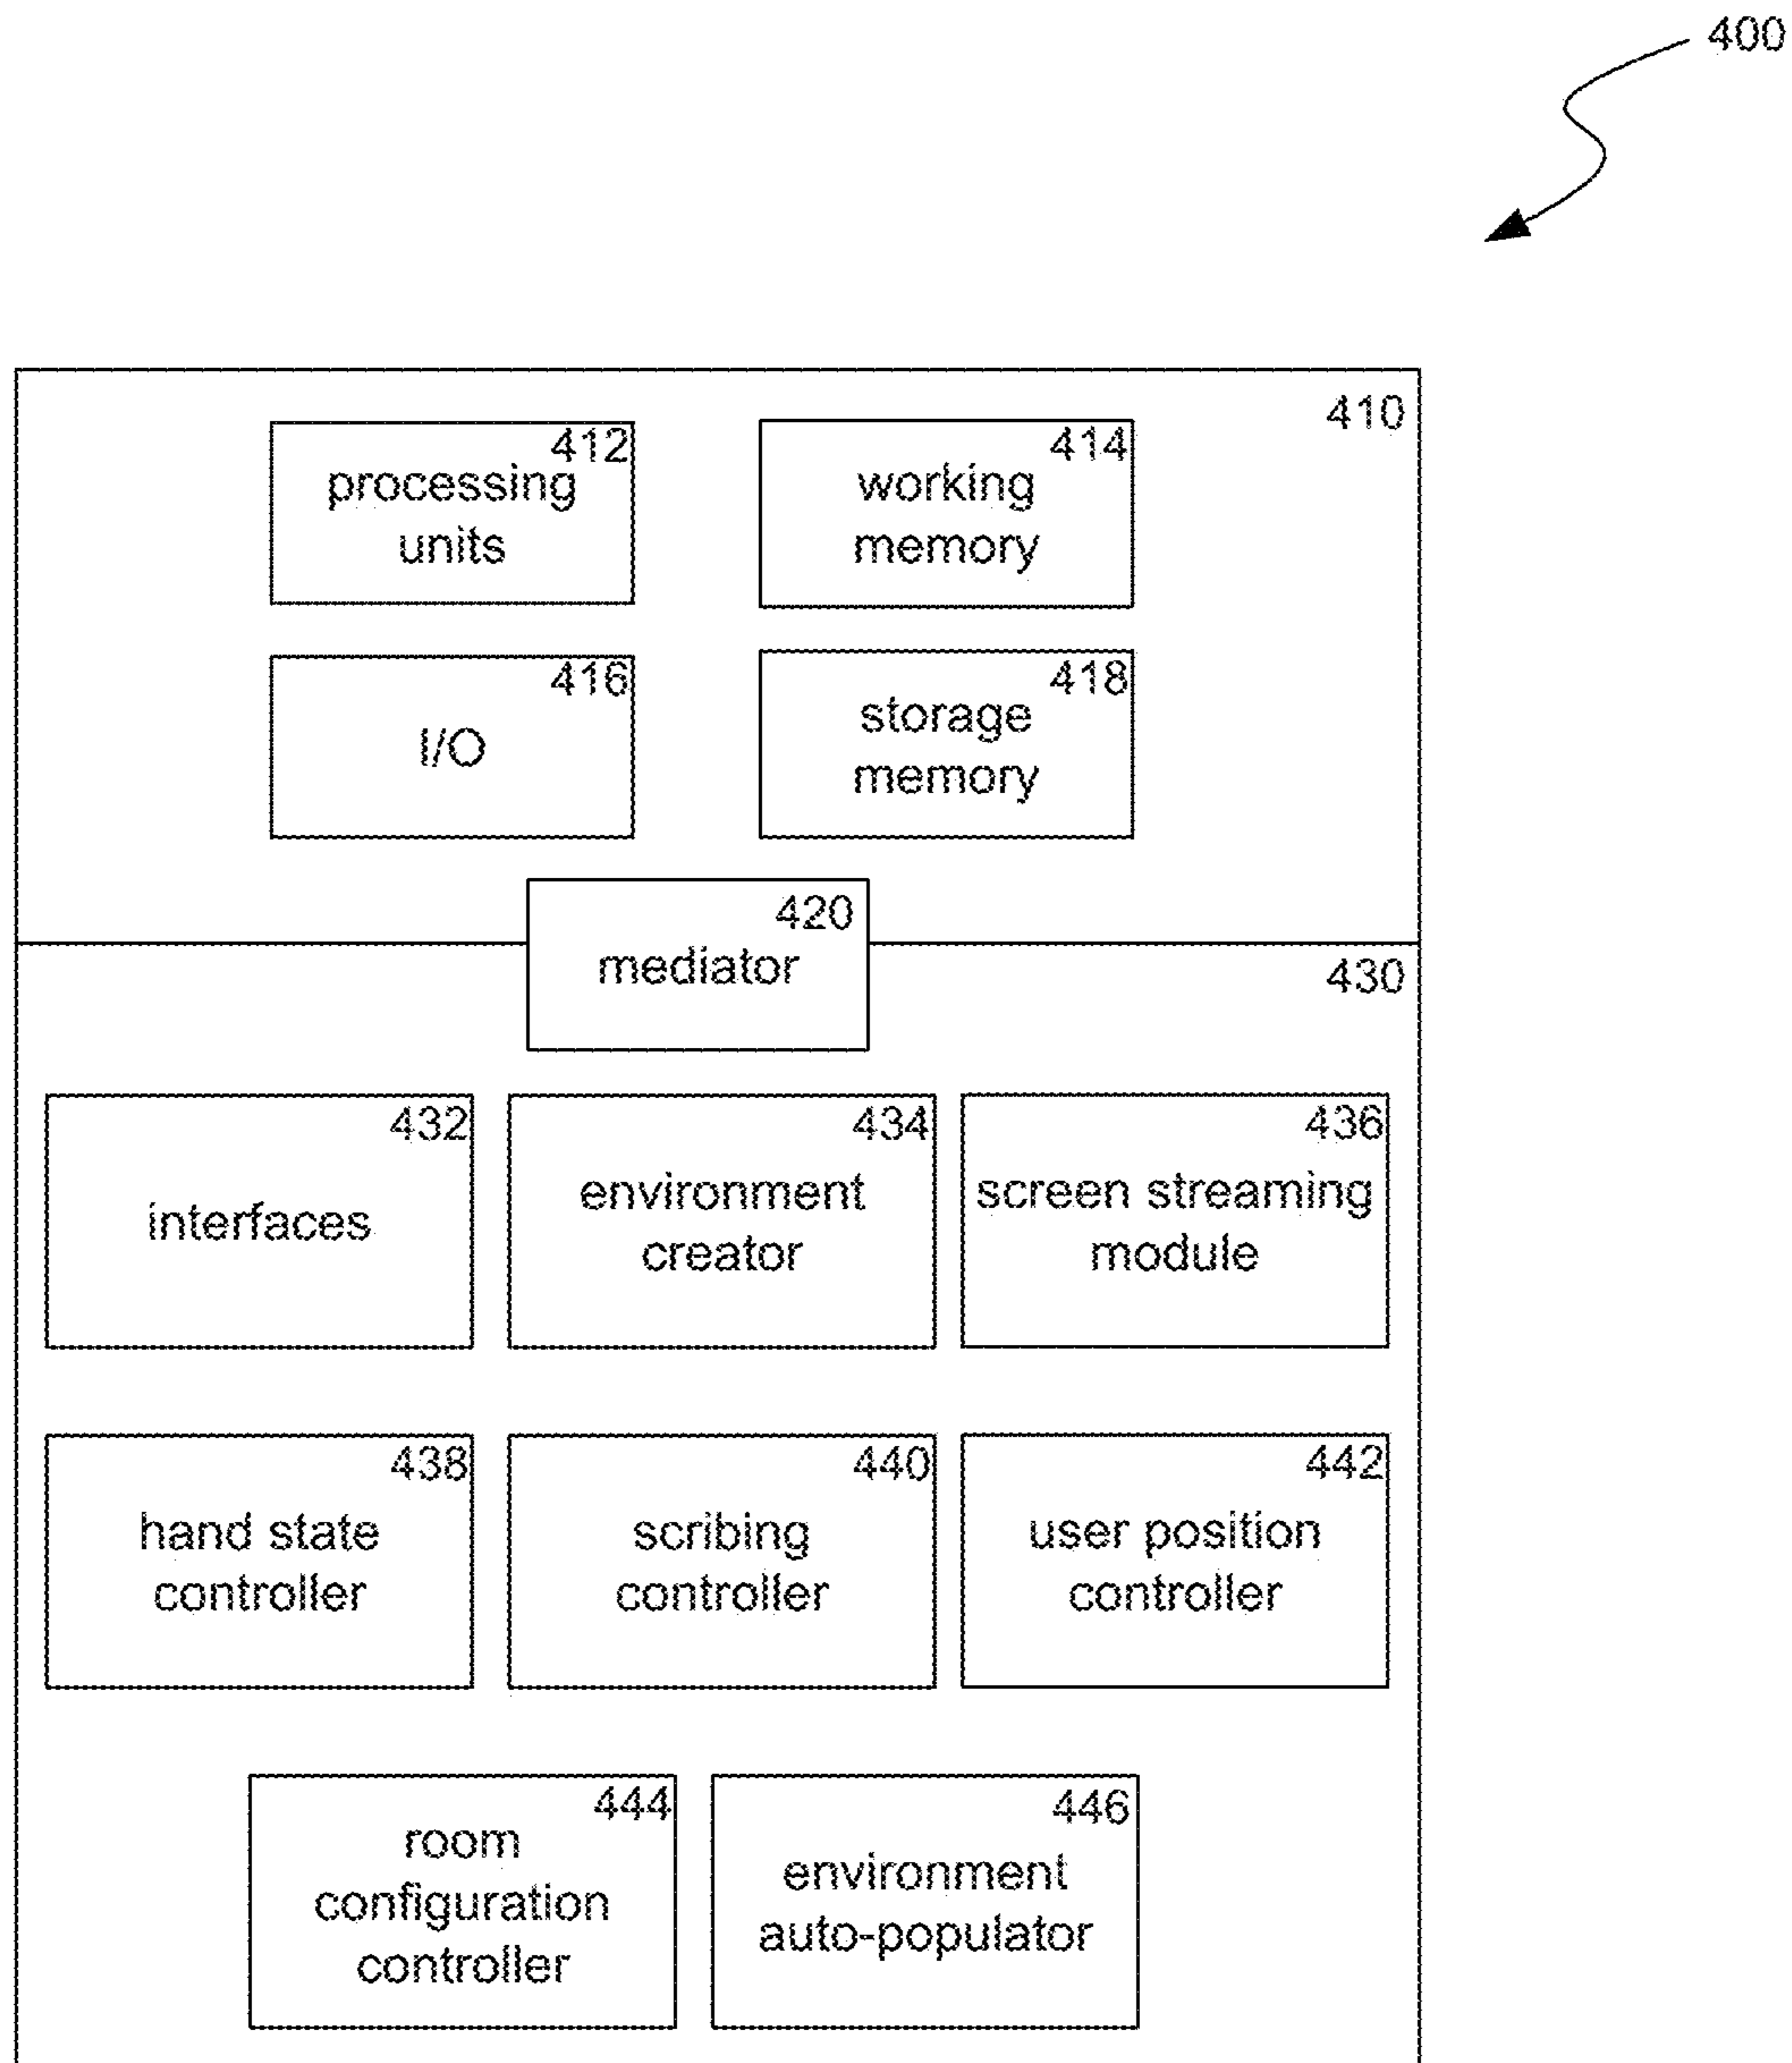 400
410
412
processing
units
414
working
memory
416
I/O
418
storage
memory
420
mediator
430
432
interfaces
434
environment
creator
436
screen streaming
module
438
hand state
controller
440
scribing
controller
442
user position
controller
444
room
configuration
controller
446
environment
auto-populator